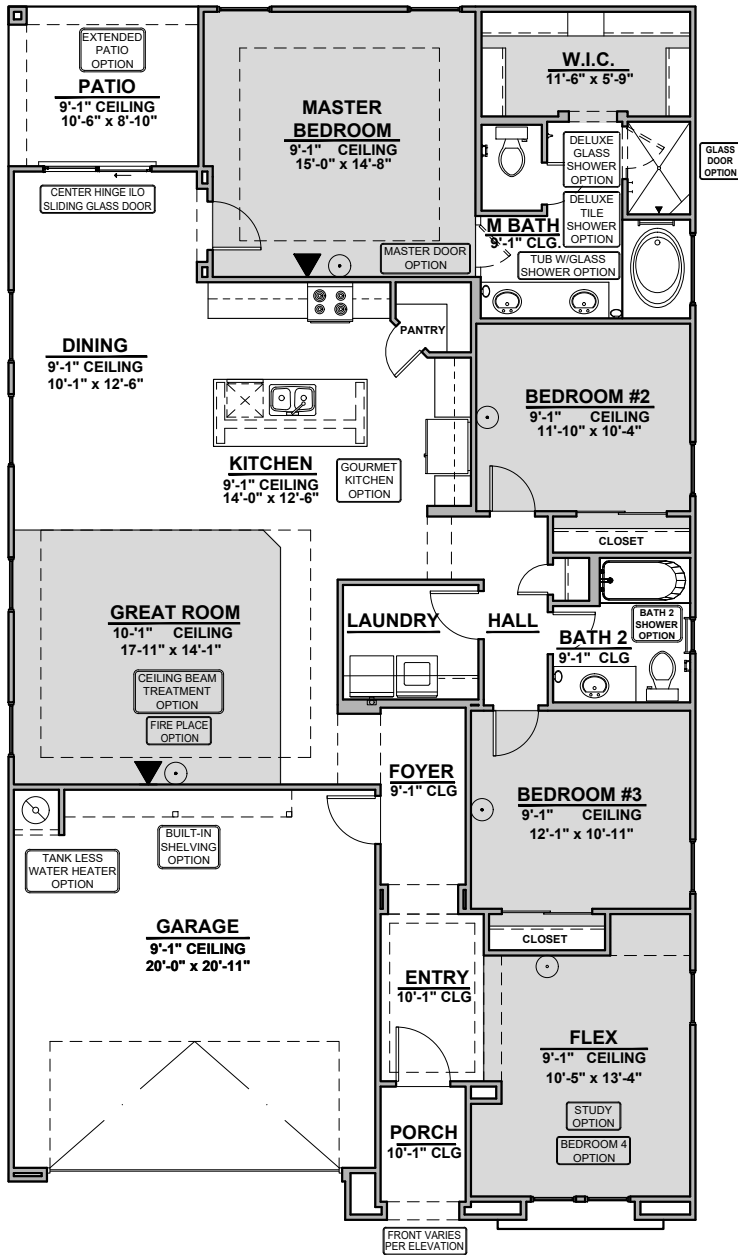 EXTENDED
PATIO
OPTION
PATIO
9'-1" CEILING
10'-6" x 8'-10"
CENTER HINGE ILO
SLIDING GLASS DOOR
MASTER
BEDROOM
9'-1" CEILING
15'-0" x 14'-8"
MASTER DOOR
OPTION
W.I.C.
11'-6" x 5'-9"
DELUXE
GLASS
SHOWER
OPTION
GLASS
DOOR
OPTION
DELUXE
TILE
SHOWER
OPTION
M BATH
9'-1" CLG.
TUB W/GLASS
SHOWER OPTION
PANTRY
DINING
9'-1" CEILING
10'-1" x 12'-6"
KITCHEN
9'-1" CEILING
14'-0" x 12'-6"
GOURMET
KITCHEN
OPTION
BEDROOM #2
9'-1" CEILING
11'-10" x 10'-4"
CLOSET
GREAT ROOM
10-'1" CEILING
17'-11" x 14'-1"
CEILING BEAM
TREATMENT
OPTION
FIRE PLACE
OPTION
LAUNDRY
HALL
BATH 2
9'-1" CLG
BATH 2
SHOWER
OPTION
FOYER
9'-1" CLG
BEDROOM #3
9'-1" CEILING
12'-1" x 10'-11"
CLOSET
TANK LESS
WATER HEATER
OPTION
BUILT-IN
SHELVING
OPTION
GARAGE
9'-1" CEILING
20'-0" x 20'-11"
ENTRY
10'-1" CLG
FLEX
9'-1" CEILING
10'-5" x 13'-4"
STUDY
OPTION
BEDROOM 4
OPTION
PORCH
10'-1" CLG
FRONT VARIES
PER ELEVATION